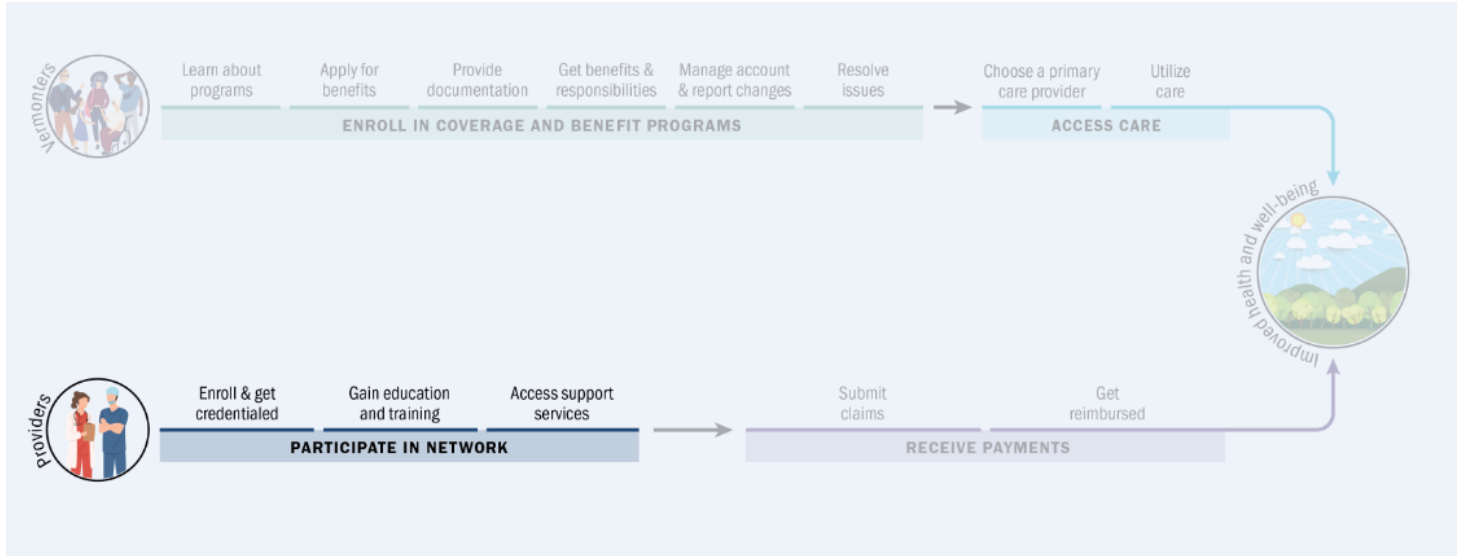 Vermonters
Learn about
programs
Apply for
benefits
Provide
documentation
Get benefits &
responsibilities
Manage account
& report changes
Resolve
issues
ENROLL IN COVERAGE AND BENEFIT PROGRAMS
Choose a primary
care provider
Utilize
care
ACCESS CARE
Improved health and well-being
Providers
Enroll & get
credentialed
Gain education
and training
Access support
services
PARTICIPATE IN NETWORK
Submit
claims
Get
reimbursed
RECEIVE PAYMENTS